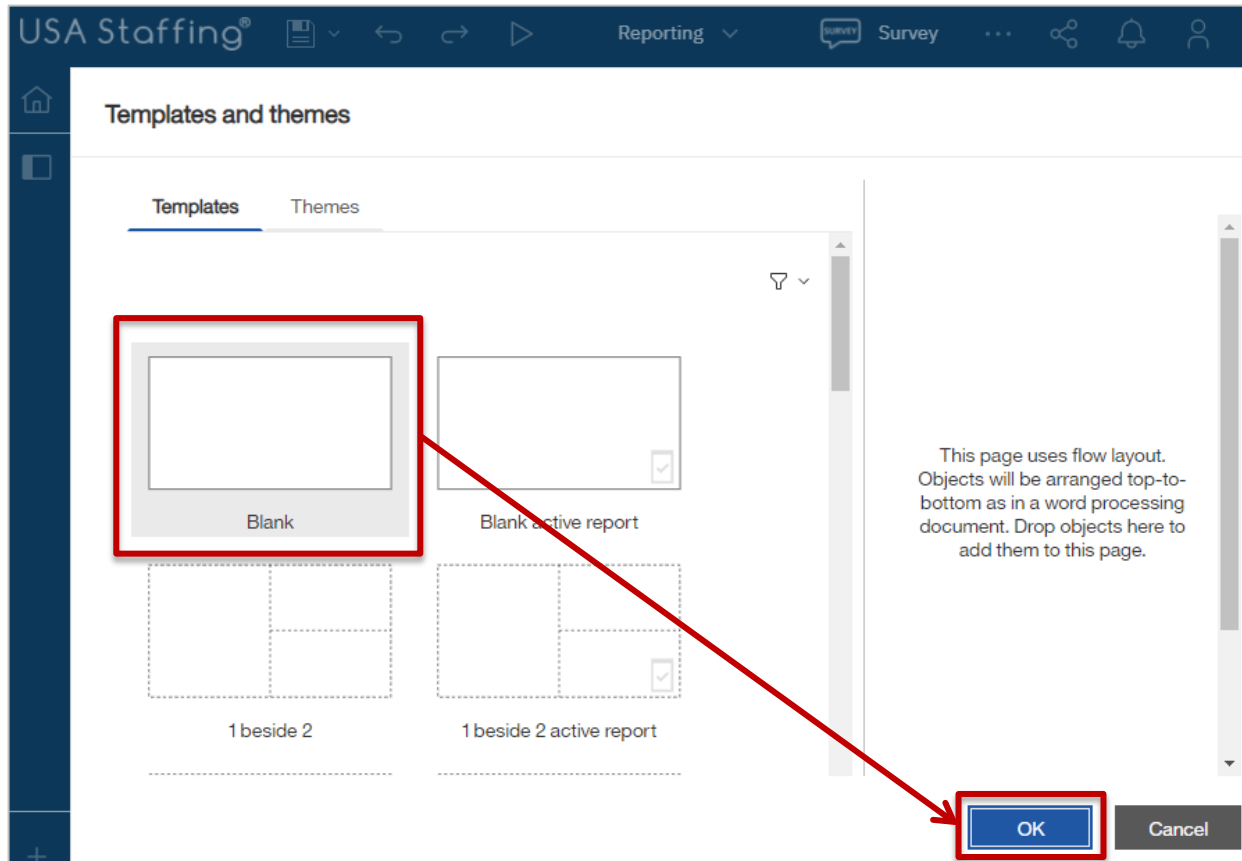 USA Staffing® Reporting SURVEY Survey ...
Templates and themes
Templates Themes
Blank Blank active report
1 beside 2 1 beside 2 active report
This page uses flow layout.
Objects will be arranged top-to-
bottom as in a word processing
document. Drop objects here to
add them to this page.
OK Cancel